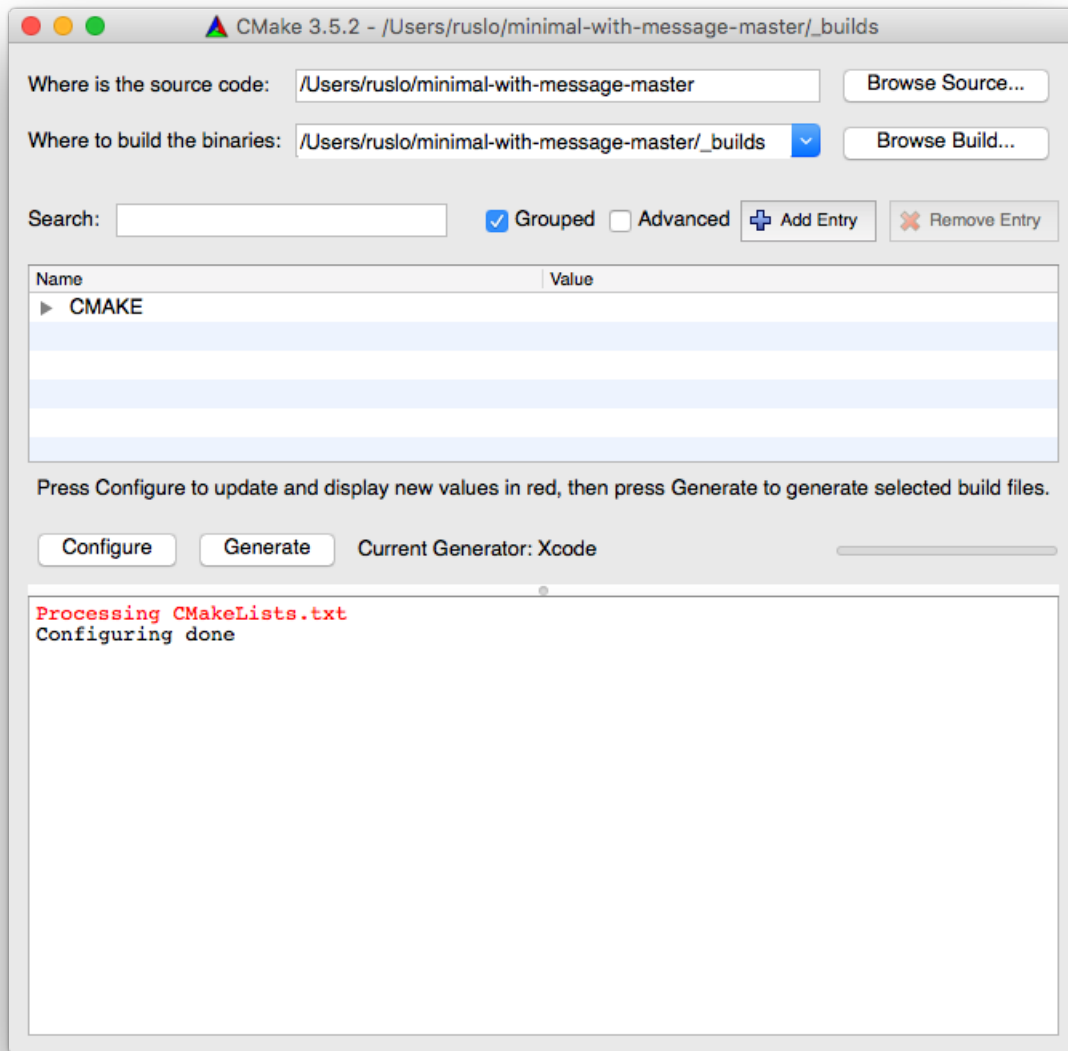 CMake 3.5.2 - /Users/ruslo/minimal-with-message-master/_builds
Where is the source code: /Users/ruslo/minimal-with-message-master Browse Source...
Where to build the binaries: /Users/ruslo/minimal-with-message-master/_builds Browse Build...
Search: Grouped Advanced Add Entry Remove Entry
Name Value
CMAKE
Press Configure to update and display new values in red, then press Generate to generate selected build files.
Configure Generate Current Generator: Xcode
Processing CMakeLists.txt
Configuring done